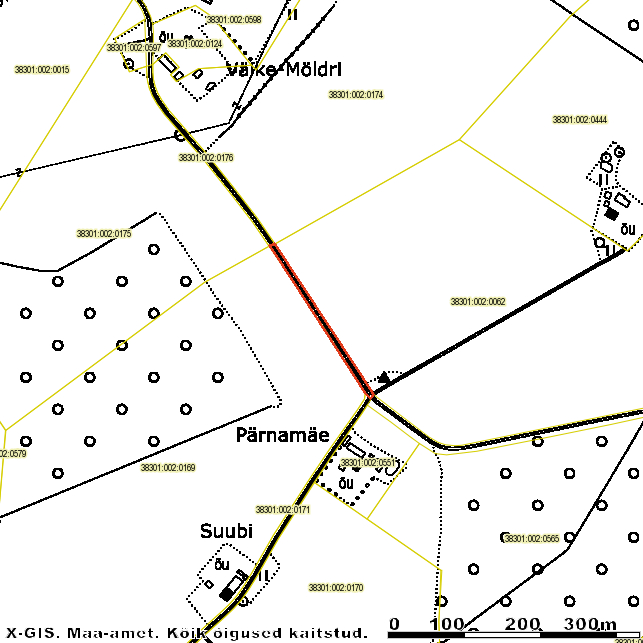 38301:002:0598
õu
38301:002:0124
38301:002:0597
Väike-Möldri
38301:002:0015
38301:002:0174
38301:002:0444
38301:002:0176
õu
38301:002:0175
38301:002:0062
Pärnamäe
02:0579
38301:002:0551
38301:002:0169
õu
38301:002:0171
Suubi
38301:002:0565
õu
38301:002:0170
0 100 200 300m
X-GIS. Maa-amet. Kõik õigused kaitstud.